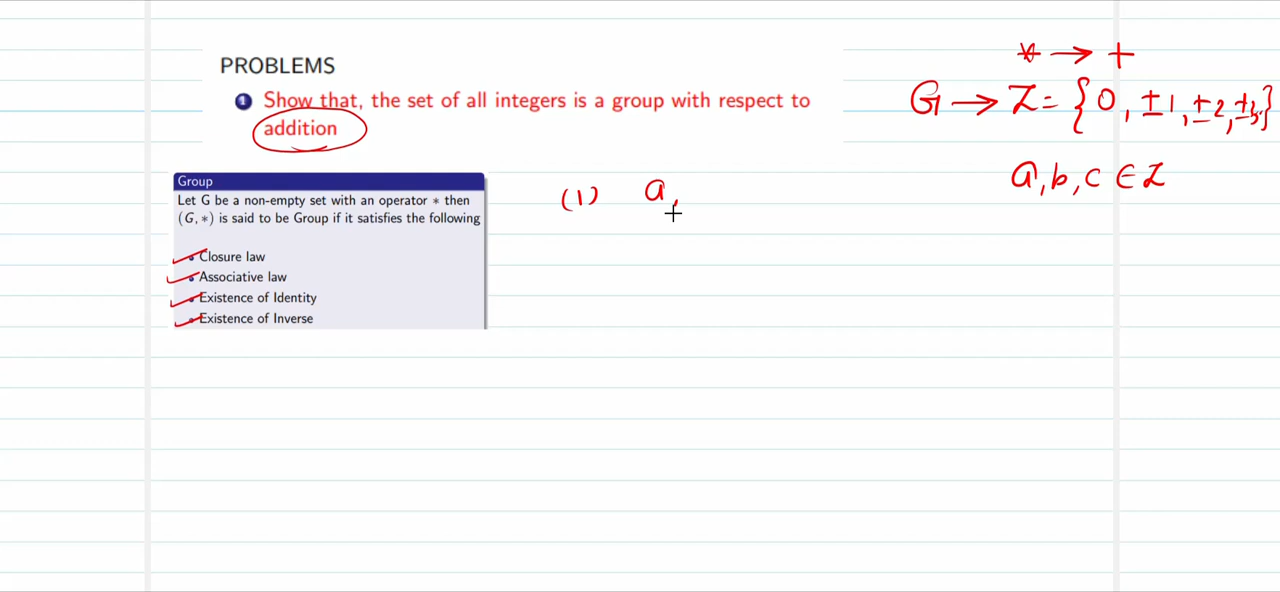 PROBLEMS
1 Show that, the set of all integers is a group with respect to
addition
* → +
G → Z = {0, ±1, ±2, ±3..}
a, b, c ∈ Z
Group
Let G be a non-empty set with an operator * then
(G, *) is said to be Group if it satisfies the following
Closure law
Associative law
Existence of Identity
Existence of Inverse
(1) a,